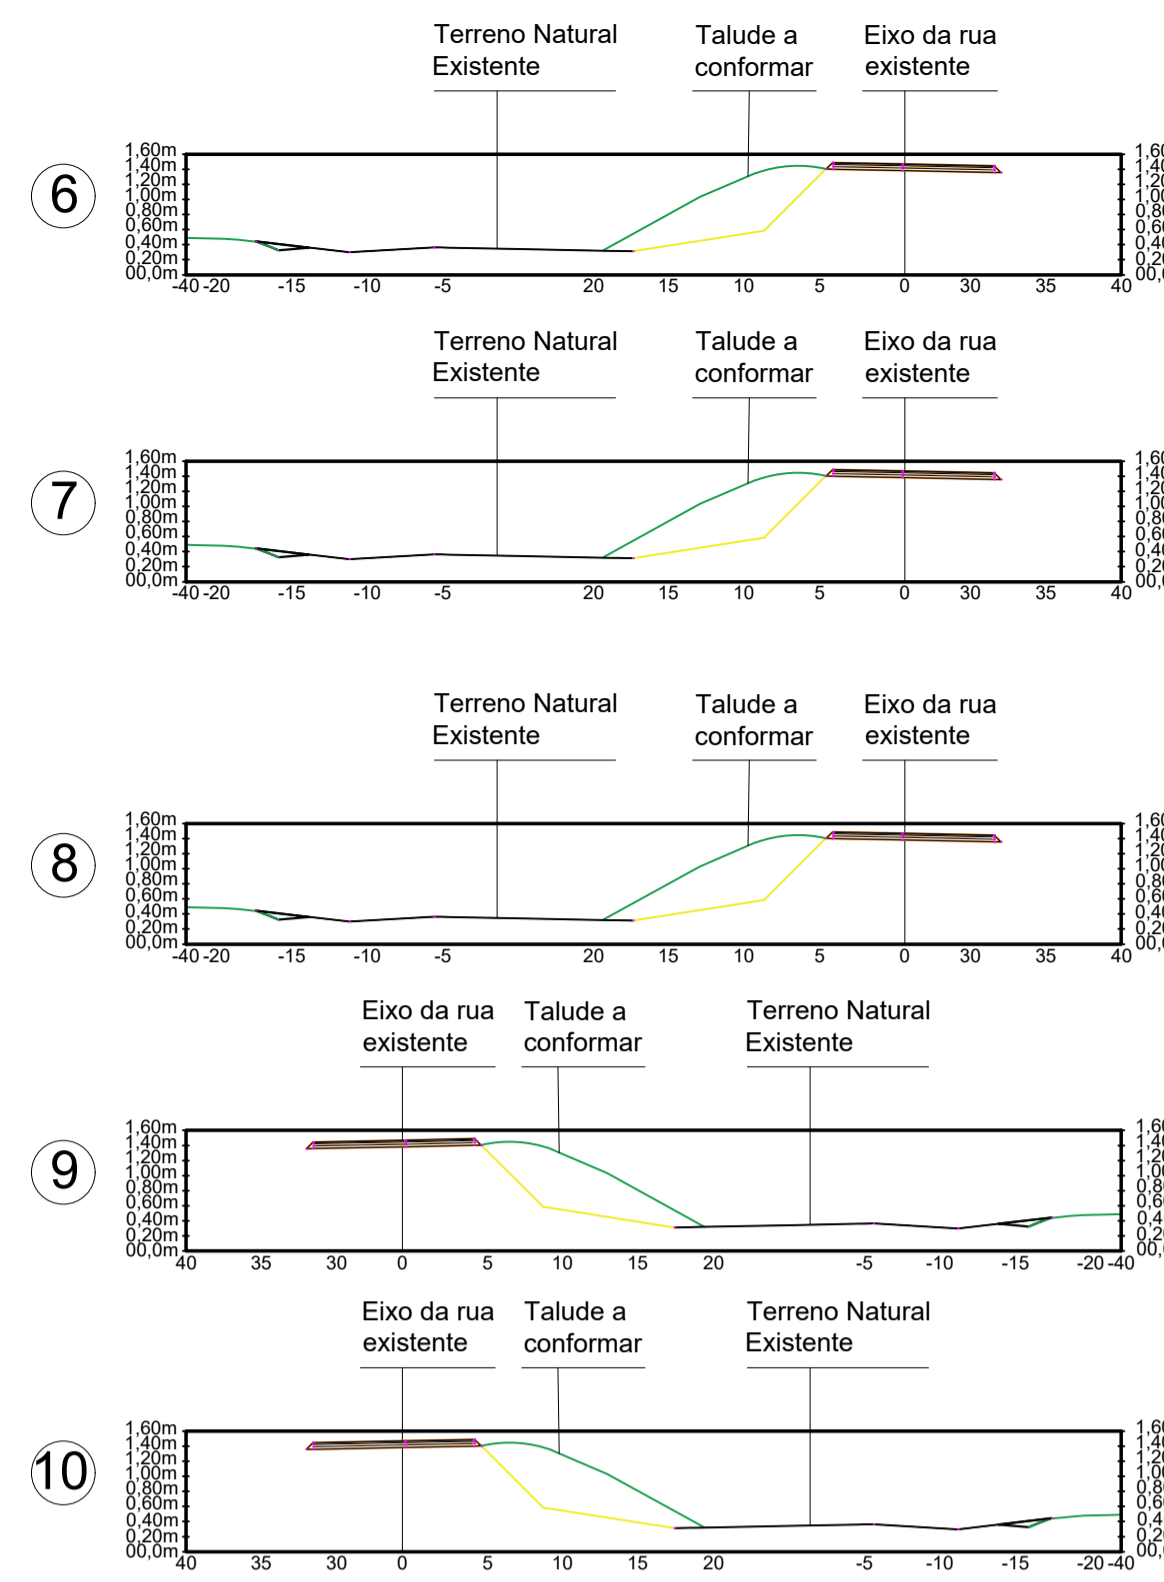 Terreno Natural Existente
Talude a conformar
Eixo da rua existente
6
1,60m
1,40m
1,20m
1,00m
0,80m
0,60m
0,40m
0,20m
00,0m
-40 -20 -15 -10 -5 20 15 10 5 0 30 35 40
Terreno Natural Existente
Talude a conformar
Eixo da rua existente
7
1,60m
1,40m
1,20m
1,00m
0,80m
0,60m
0,40m
0,20m
00,0m
-40 -20 -15 -10 -5 20 15 10 5 0 30 35 40
Terreno Natural Existente
Talude a conformar
Eixo da rua existente
8
1,60m
1,40m
1,20m
1,00m
0,80m
0,60m
0,40m
0,20m
00,0m
-40 -20 -15 -10 -5 20 15 10 5 0 30 35 40
Eixo da rua existente
Talude a conformar
Terreno Natural Existente
9
1,60m
1,40m
1,20m
1,00m
0,80m
0,60m
0,40m
0,20m
00,0m
40 35 30 0 5 10 15 20 -5 -10 -15 -20 -40
Eixo da rua existente
Talude a conformar
Terreno Natural Existente
10
1,60m
1,40m
1,20m
1,00m
0,80m
0,60m
0,40m
0,20m
00,0m
40 35 30 0 5 10 15 20 -5 -10 -15 -20 -40